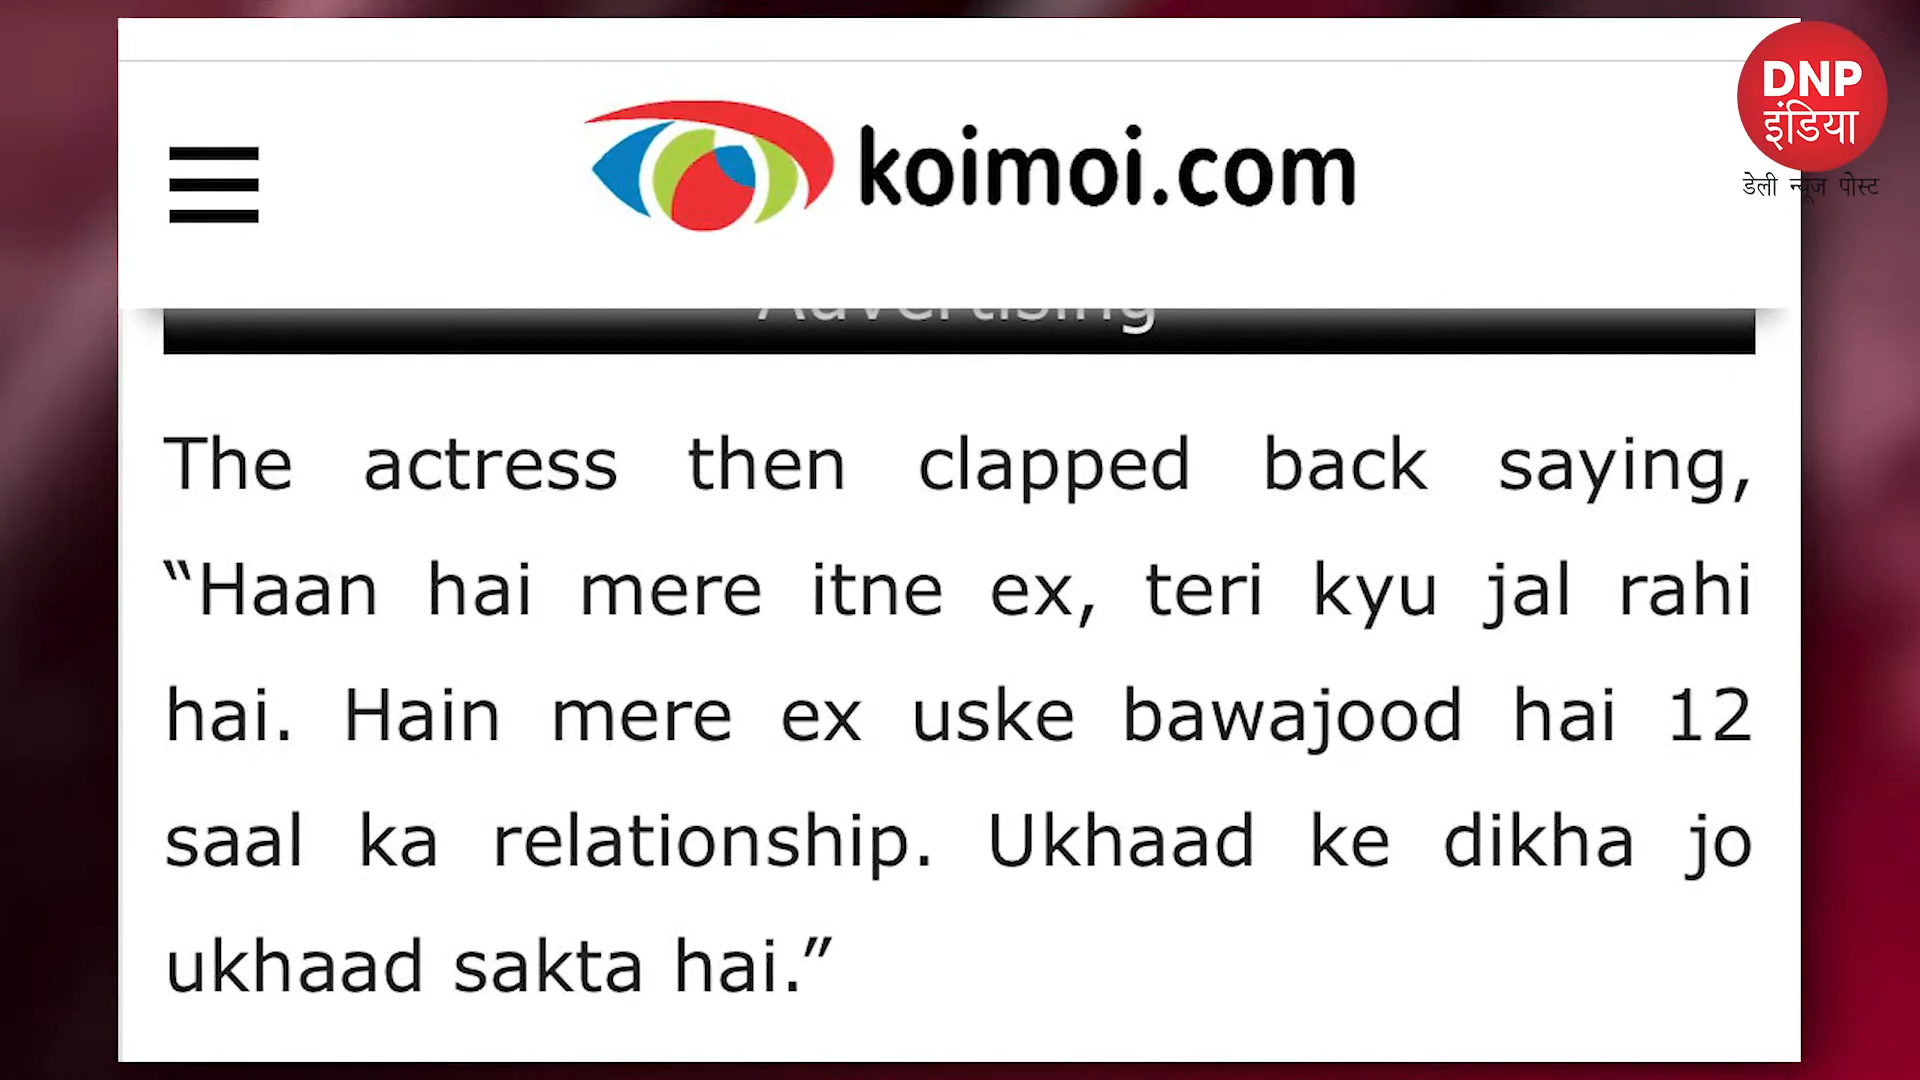 DNP
इंडिया
डेली न्यूज पोस्ट
koimoi.com
Advertising
The actress then clapped back saying,
“Haan hai mere itne ex, teri kyu jal rahi
hai. Hain mere ex uske bawajood hai 12
saal ka relationship. Ukhaad ke dikha jo
ukhaad sakta hai.”